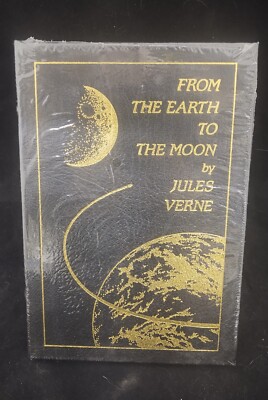 FROM
THE EARTH
TO
THE MOON
by
JULES
VERNE